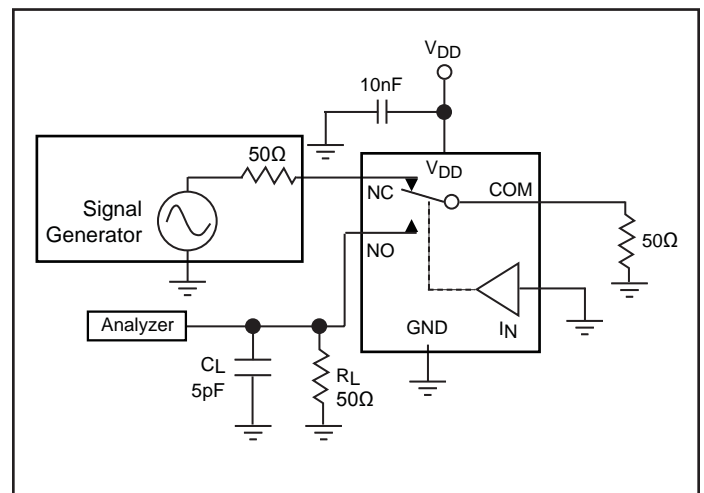 VDD
10nF
50Ω
VDD
NC
COM
Signal
Generator
50Ω
NO
Analyzer
GND
IN
CL
5pF
RL
50Ω